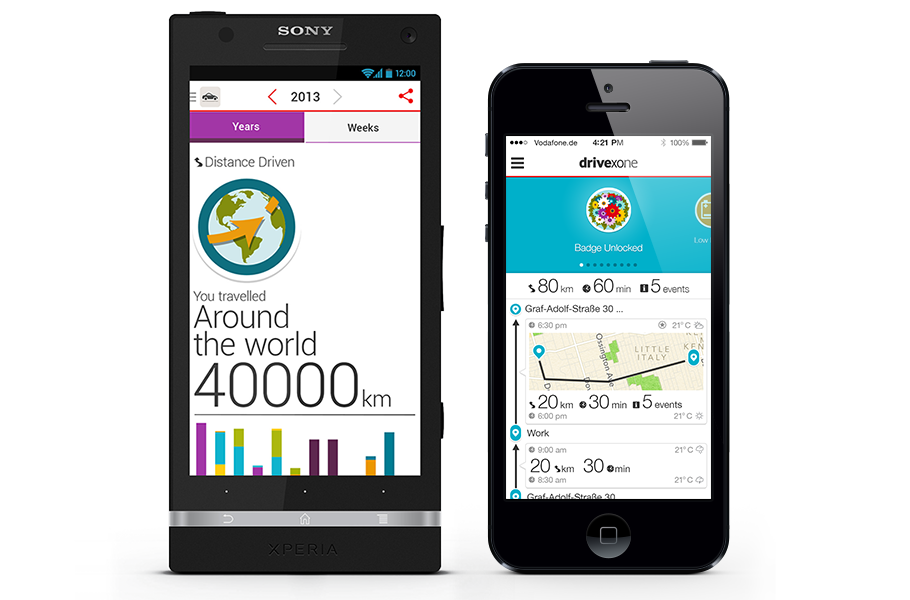 SONY
12:00
2013
Years
Weeks
Distance Driven
You travelled
Around
the world
40000km
XPERIA
Vodafone.de 4:21 PM 100%
drivexone
Badge Unlocked
Low
80 km 60 min 5 events
Graf-Adolf-Straße 30 ...
6:30 pm 21° C
Ossington Ave
LITTLE
ITALY
KEN
20 km 30 min 5 events
6:00 pm 21° C
Work
9:00 am 21° C
20 km 30 min
8:30 am 21° C
Graf-Adolf-Straße 30